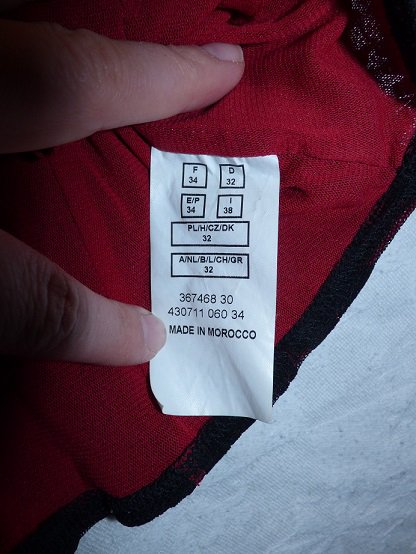 F D
34 32
E/P I
34 38
PL/H/CZ/DK
32
A/NL/B/L/CH/GR
32
367468 30
430711 060 34
MADE IN MOROCCO